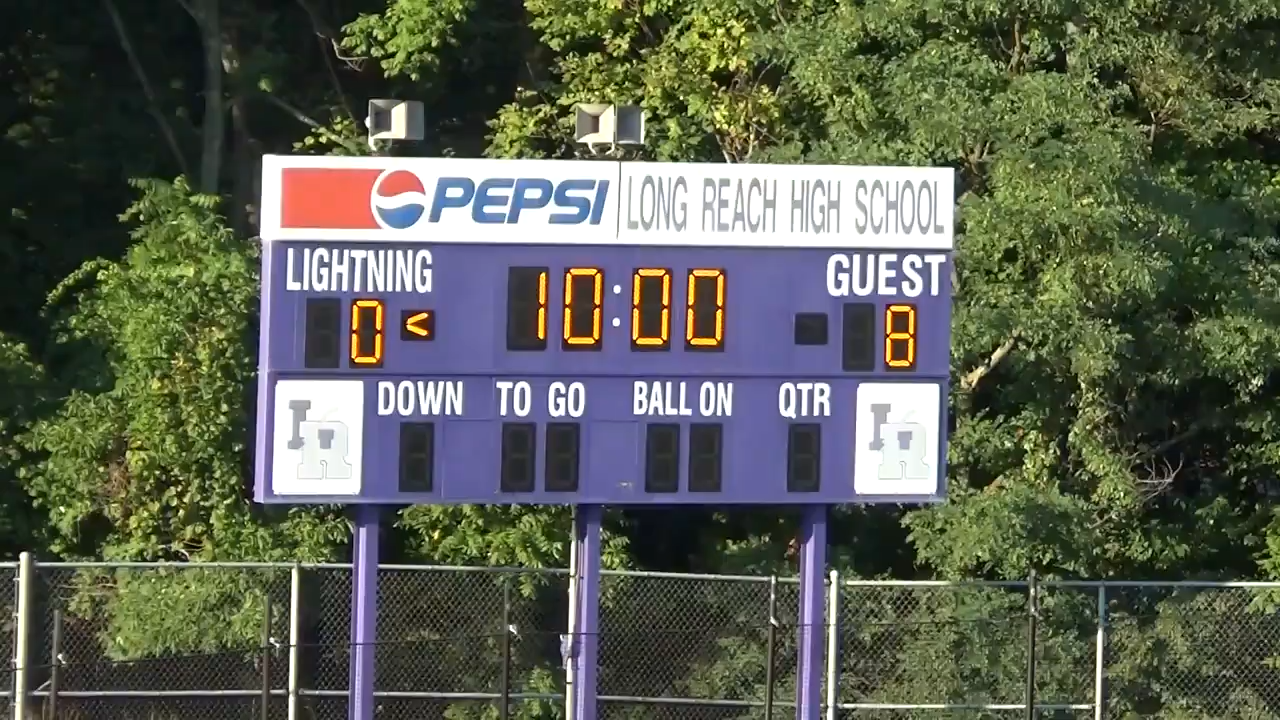 PEPSI LONG REACH HIGH SCHOOL
LIGHTNING 10:00 GUEST
0 < 8
DOWN TO GO BALL ON QTR
LR LR